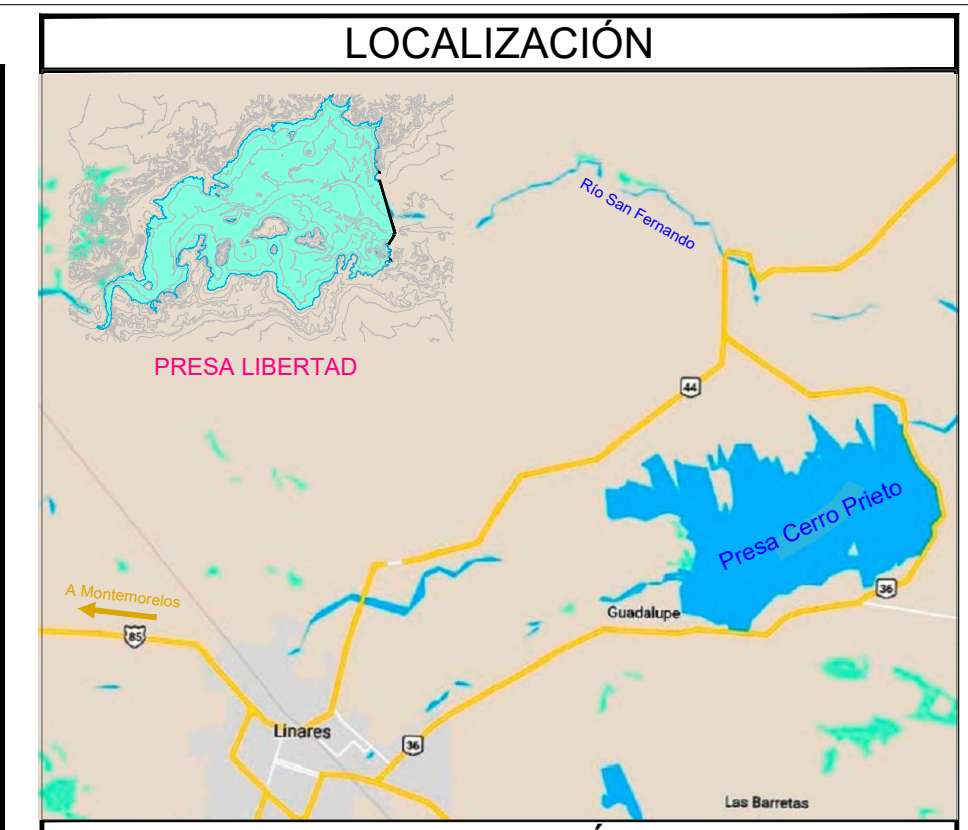 LOCALIZACIÓN
Río San Fernando
PRESA LIBERTAD
44
Presa Cerro Prieto
A Montemorelos
36
Guadalupe
85
Linares
36
Las Barretas